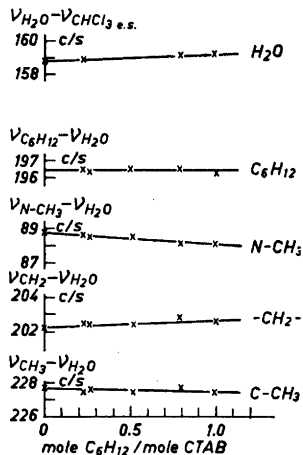 νH2O−νCHCl3 e.s.
160 c/s
158
H2O
νC6H12−νH2O
197 c/s
196
C6H12
νN-CH3−νH2O
89 c/s
87
N-CH3
νCH2−νH2O
204 c/s
202
-CH2-
νCH3−νH2O
228 c/s
226
C-CH3
0 0.5 1.0
mole C6H12/mole CTAB